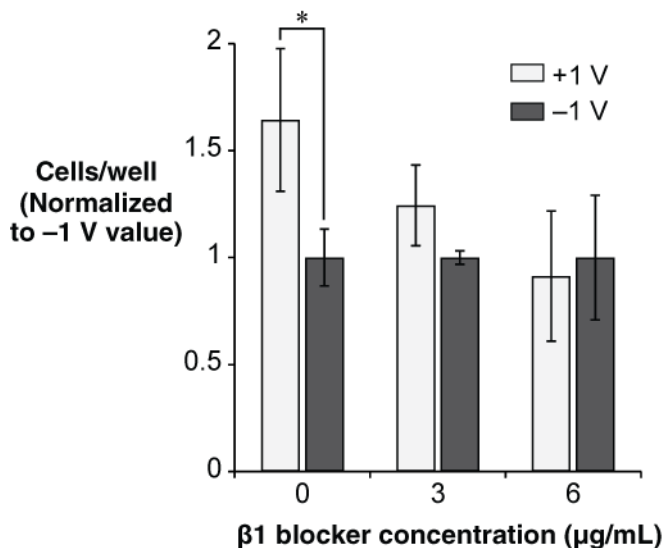 *
2
1.5
1
0.5
0
Cells/well
(Normalized
to –1 V value)
+1 V
–1 V
0 3 6
β1 blocker concentration (μg/mL)